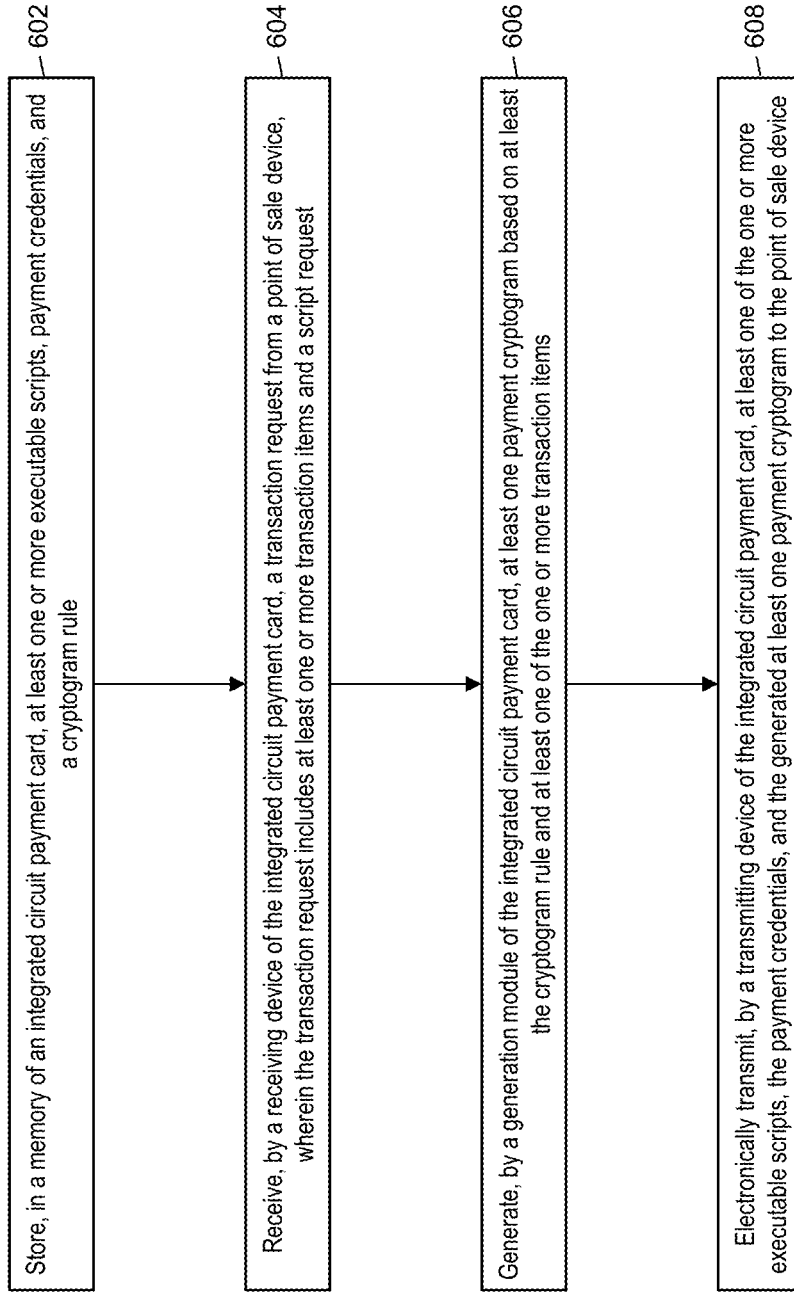 602
Store, in a memory of an integrated circuit payment card, at least one or more executable scripts, payment credentials, and
a cryptogram rule
604
Receive, by a receiving device of the integrated circuit payment card, a transaction request from a point of sale device,
wherein the transaction request includes at least one or more transaction items and a script request
606
Generate, by a generation module of the integrated circuit payment card, at least one payment cryptogram based on at least
the cryptogram rule and at least one of the one or more transaction items
608
Electronically transmit, by a transmitting device of the integrated circuit payment card, at least one of the one or more
executable scripts, the payment credentials, and the generated at least one payment cryptogram to the point of sale device